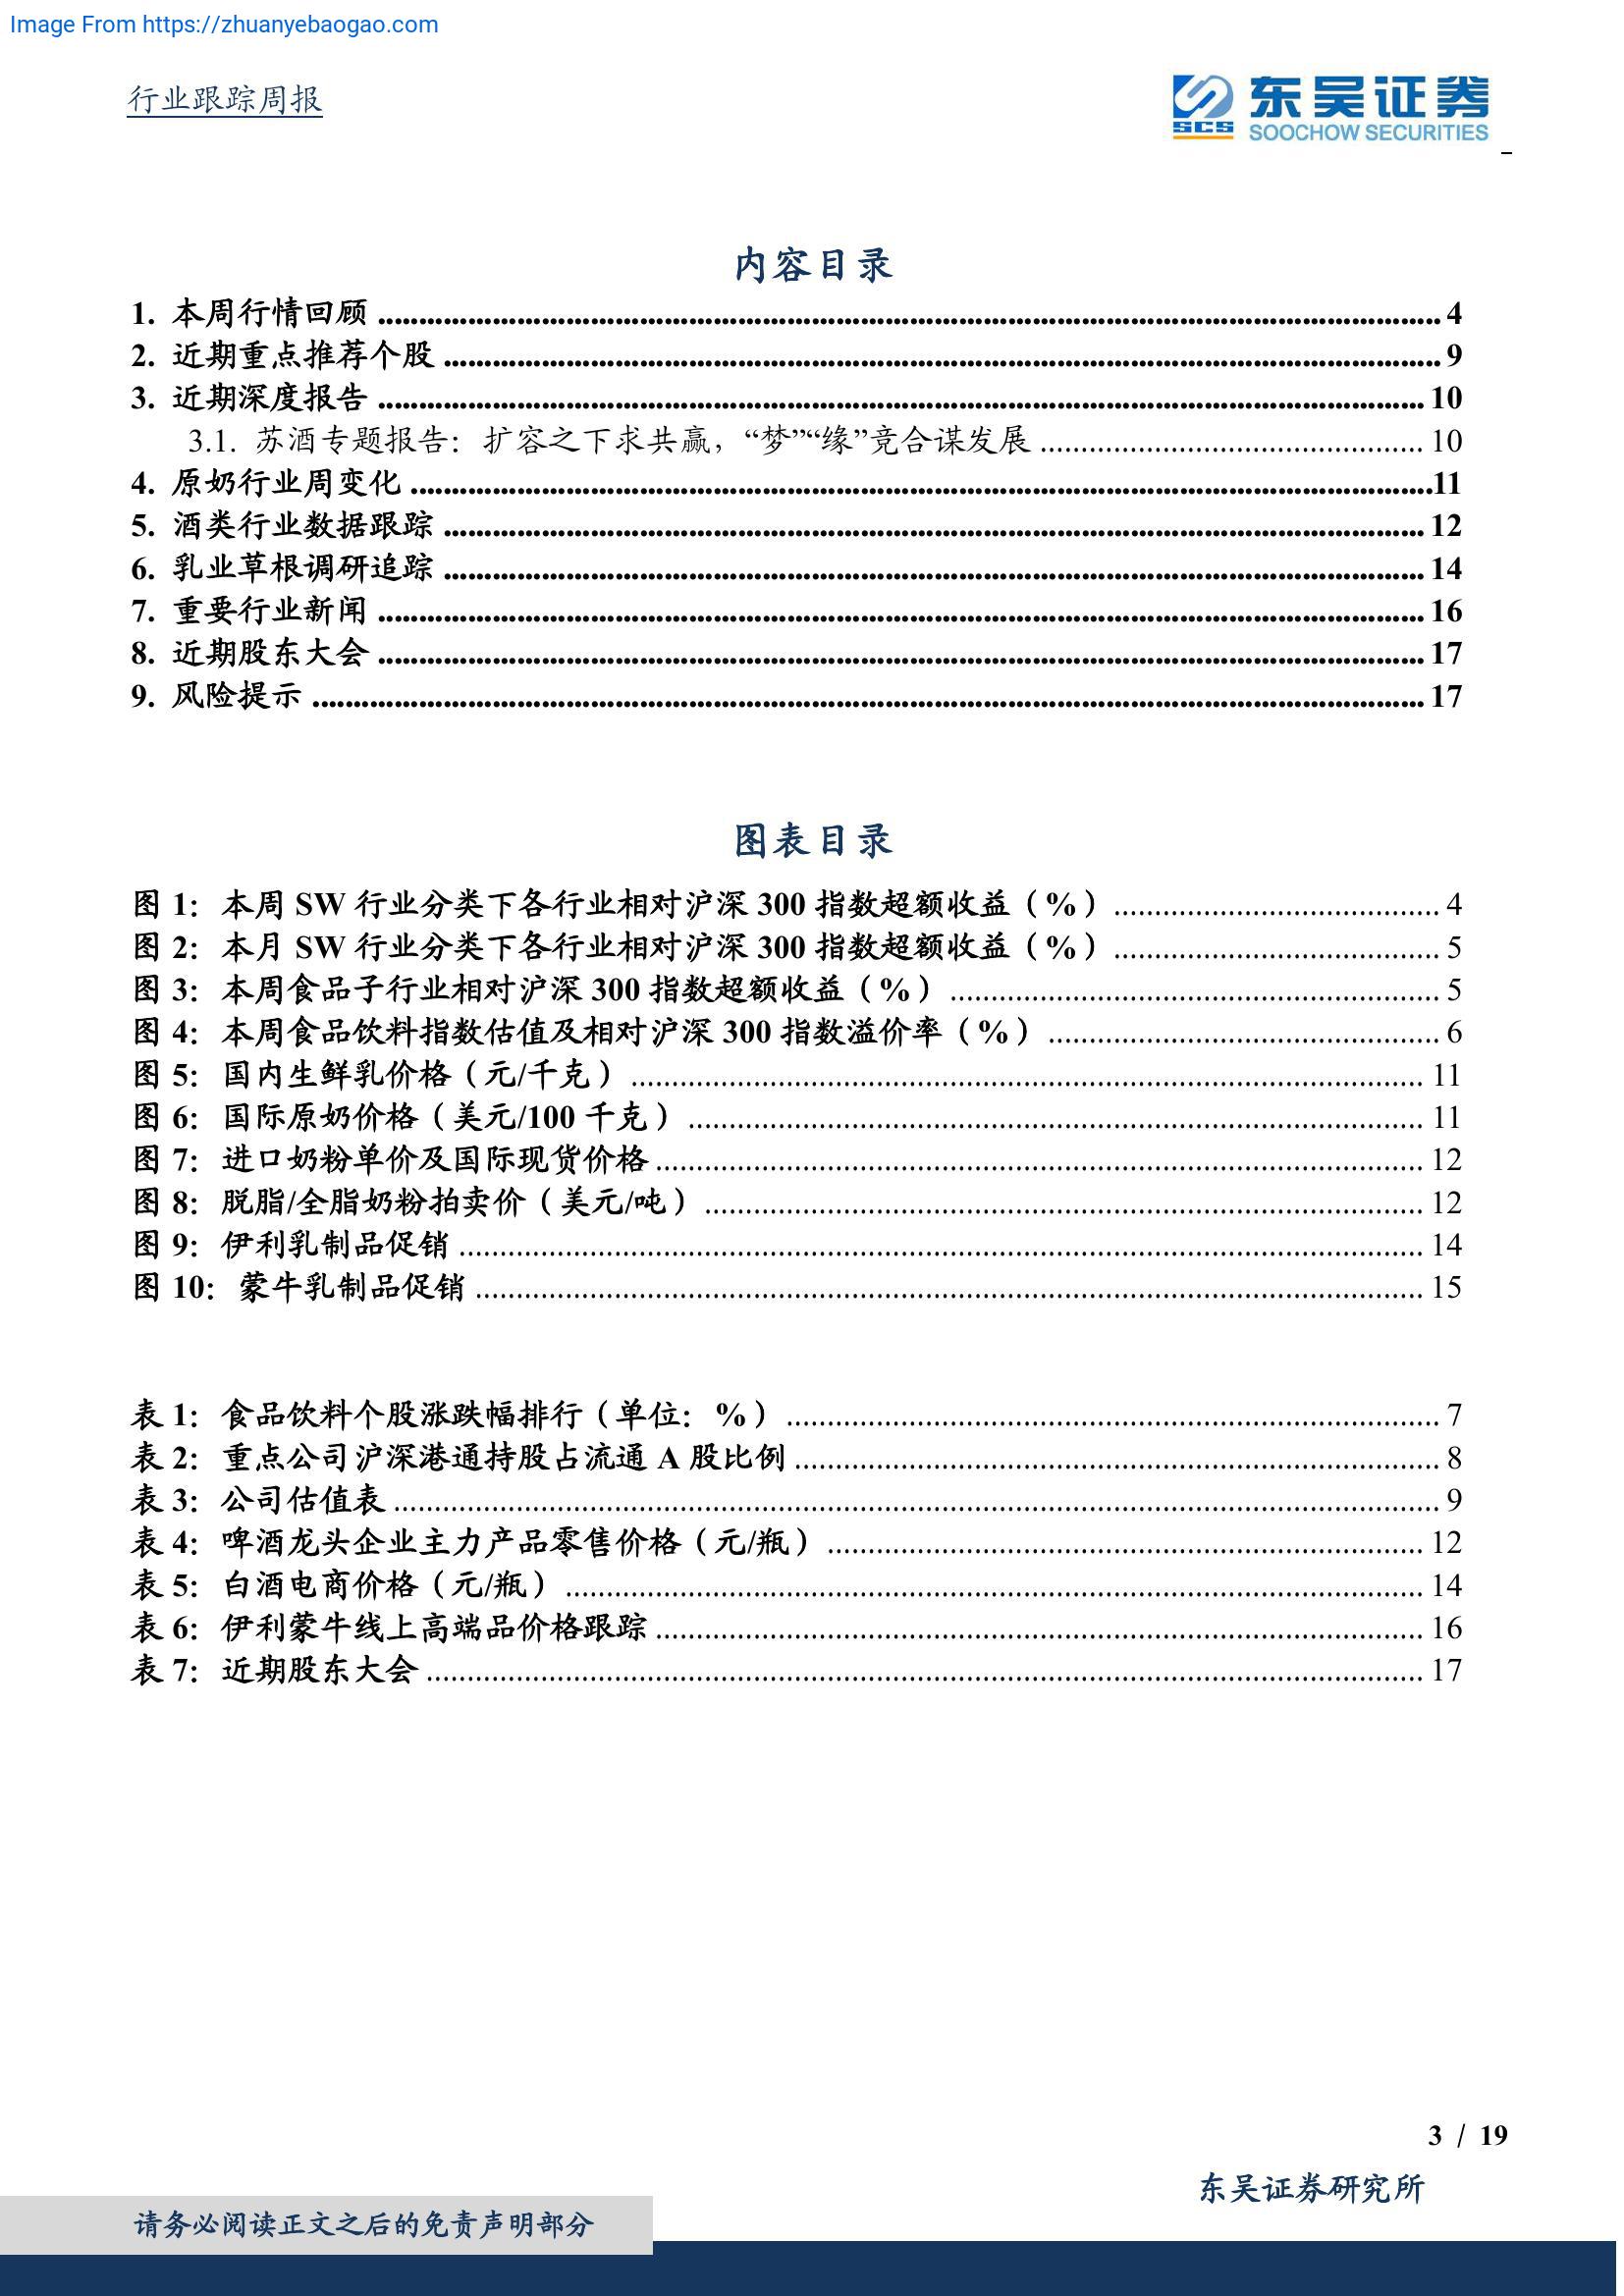 Image From https://zhuanyebaogao.com
行业跟踪周报
东吴证券
SCS
SOOCHOW SECURITIES
内容目录
1. 本周行情回顾 ........ 4
2. 近期重点推荐个股 ........ 9
3. 近期深度报告 ........ 10
3.1. 苏酒专题报告：扩容之下求共赢，“梦”“缘”竞合谋发展 ........ 10
4. 原奶行业周变化 ........ 11
5. 酒类行业数据跟踪 ........ 12
6. 乳业草根调研追踪 ........ 14
7. 重要行业新闻 ........ 16
8. 近期股东大会 ........ 17
9. 风险提示 ........ 17
图表目录
图 1：本周 SW 行业分类下各行业相对沪深 300 指数超额收益（%） ........ 4
图 2：本月 SW 行业分类下各行业相对沪深 300 指数超额收益（%） ........ 5
图 3：本周食品子行业相对沪深 300 指数超额收益（%） ........ 5
图 4：本周食品饮料指数估值及相对沪深 300 指数溢价率（%） ........ 6
图 5：国内生鲜乳价格（元/千克） ........ 11
图 6：国际原奶价格（美元/100 千克） ........ 11
图 7：进口奶粉单价及国际现货价格 ........ 12
图 8：脱脂/全脂奶粉拍卖价（美元/吨） ........ 12
图 9：伊利乳制品促销 ........ 14
图 10：蒙牛乳制品促销 ........ 15
表 1：食品饮料个股涨跌幅排行（单位：%） ........ 7
表 2：重点公司沪深港通持股占流通 A 股比例 ........ 8
表 3：公司估值表 ........ 9
表 4：啤酒龙头企业主力产品零售价格（元/瓶） ........ 12
表 5：白酒电商价格（元/瓶） ........ 14
表 6：伊利蒙牛线上高端品价格跟踪 ........ 16
表 7：近期股东大会 ........ 17
3 / 19
东吴证券研究所
请务必阅读正文之后的免责声明部分